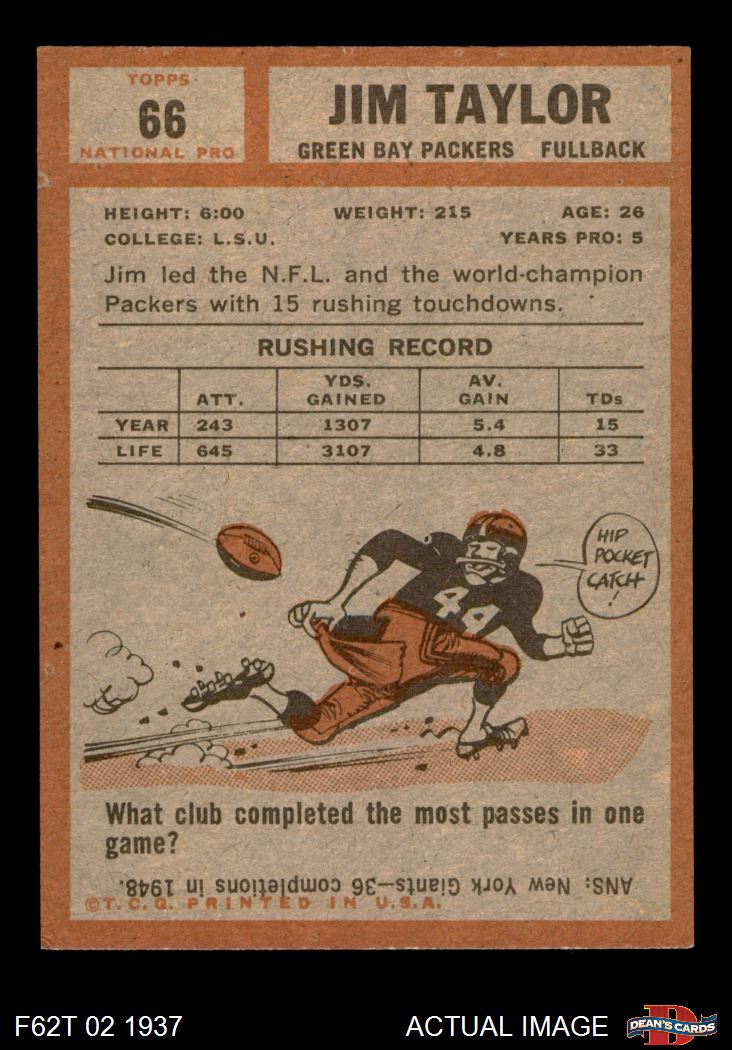 TOPPS
66
NATIONAL PRO
JIM TAYLOR
GREEN BAY PACKERS FULLBACK
HEIGHT: 6:00 WEIGHT: 215 AGE: 26
COLLEGE: L.S.U. YEARS PRO: 5
Jim led the N.F.L. and the world-champion
Packers with 15 rushing touchdowns.
RUSHING RECORD
ATT. YDS. GAINED AV. GAIN TDs
YEAR 243 1307 5.4 15
LIFE 645 3107 4.8 33
HIP
POCKET
CATCH
!
44
What club completed the most passes in one
game?
ANS: New York Giants—36 completions in 1948.
©T.C.G. PRINTED IN U.S.A.
F62T 02 1937 ACTUAL IMAGE
DEAN'S CARDS